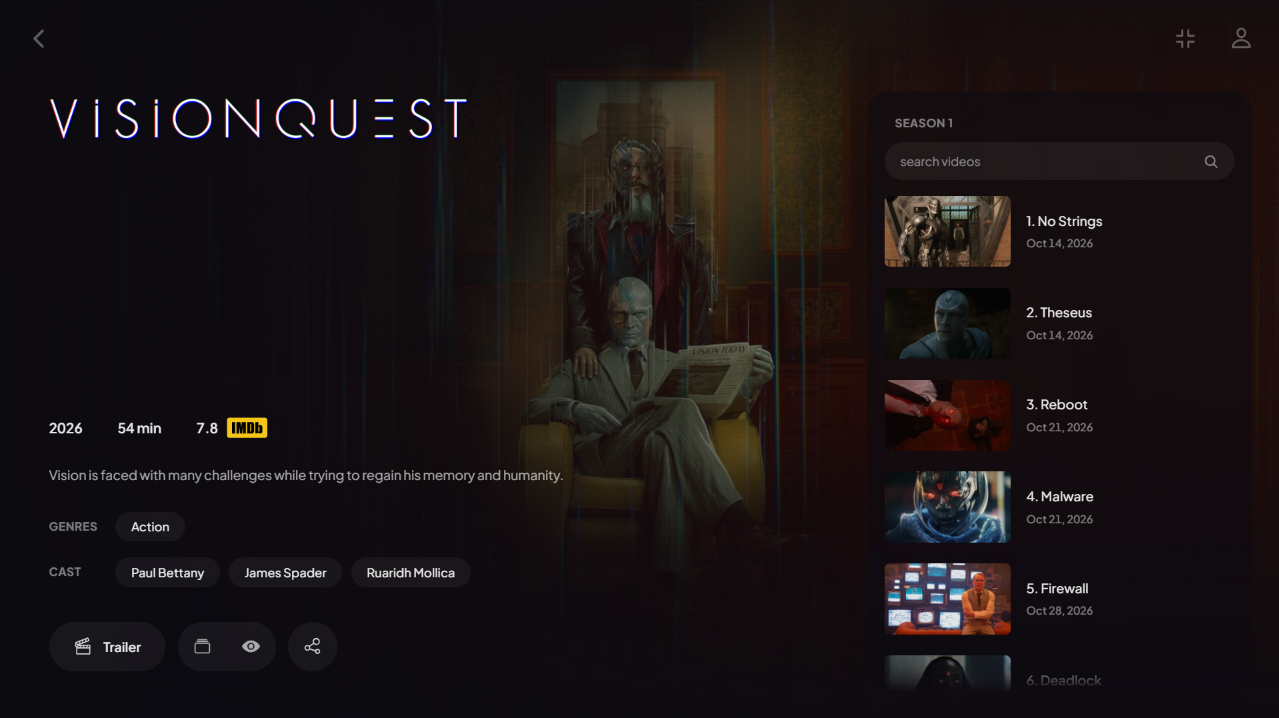 VISIONQUEST
VISION TODAY
2026 54 min 7.8 IMDb
Vision is faced with many challenges while trying to regain his memory and humanity.
GENRES Action
CAST Paul Bettany James Spader Ruaridh Mollica
Trailer
SEASON 1
search videos
1. No Strings
Oct 14, 2026
2. Theseus
Oct 14, 2026
3. Reboot
Oct 21, 2026
4. Malware
Oct 21, 2026
5. Firewall
Oct 28, 2026
6. Deadlock